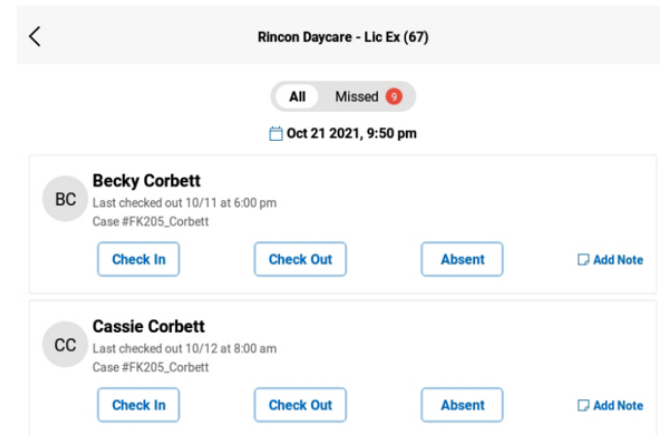 Rincon Daycare - Lic Ex (67)
All Missed 9
Oct 21 2021, 9:50 pm
BC
Becky Corbett
Last checked out 10/11 at 6:00 pm
Case #FK205_Corbett
Check In Check Out Absent Add Note
CC
Cassie Corbett
Last checked out 10/12 at 8:00 am
Case #FK205_Corbett
Check In Check Out Absent Add Note